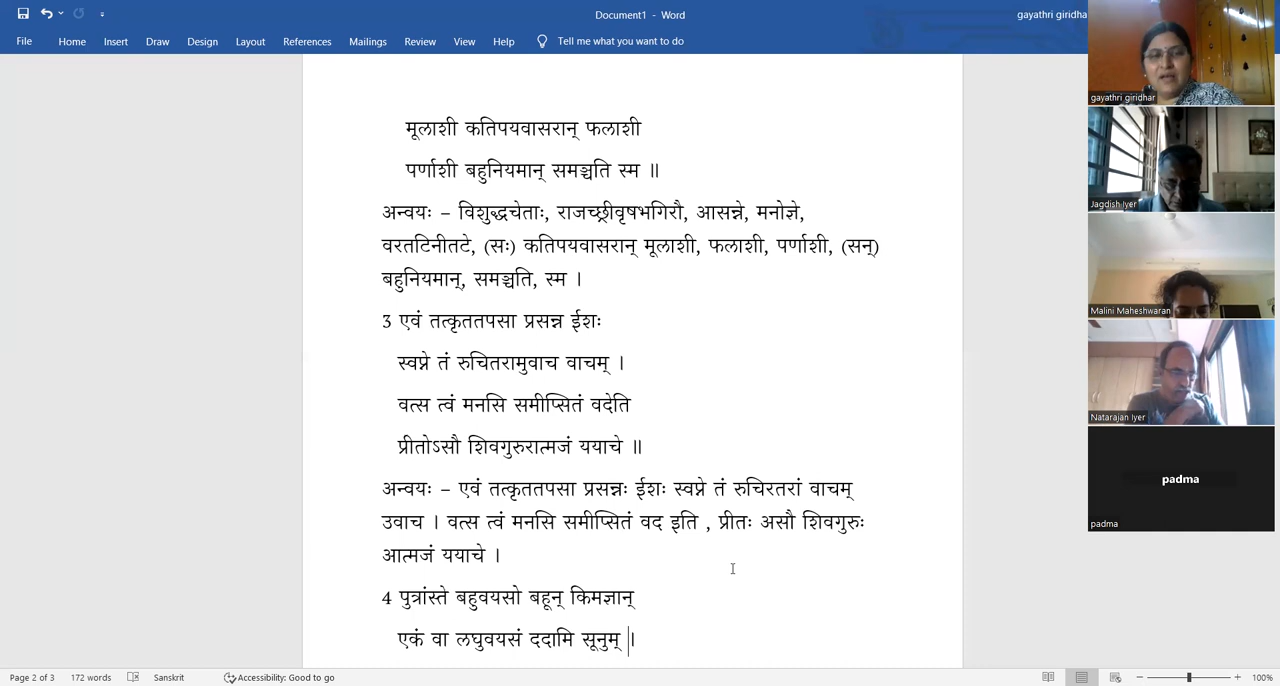 Document1 - Word
gayathri giridha
File Home Insert Draw Design Layout References Mailings Review View Help Tell me what you want to do
मूलाशी कतिपयवासरान् फलाशी
पर्णाशी बहुनियमान् समञ्चति स्म ॥
अन्वयः – विशुद्धचेताः, राजच्छ्रीवृषभगिरौ, आसन्ने, मनोज्ञे,
वरतटिनीतटे, (सः) कतिपयवासरान् मूलाशी, फलाशी, पर्णाशी, (सन्)
बहुनियमान्, समञ्चति, स्म ।
3 एवं तत्कृततपसा प्रसन्न ईशः
स्वप्ने तं रुचितरामुवाच वाचम् ।
वत्स त्वं मनसि समीप्सितं वदेति
प्रीतोऽसौ शिवगुरुरात्मजं ययाचे ॥
अन्वयः – एवं तत्कृततपसा प्रसन्नः ईशः स्वप्ने तं रुचिरतरां वाचम्
उवाच । वत्स त्वं मनसि समीप्सितं वद इति , प्रीतः असौ शिवगुरुः
आत्मजं ययाचे ।
4 पुत्रांस्ते बहुवयसो बहून् किमज्ञान्
एकं वा लघुवयसं ददामि सूनुम् ।
gayathri giridhar
Jagdish Iyer
Malini Maheshwaran
Natarajan Iyer
padma
padma
Page 2 of 3 172 words Sanskrit Accessibility: Good to go 100%